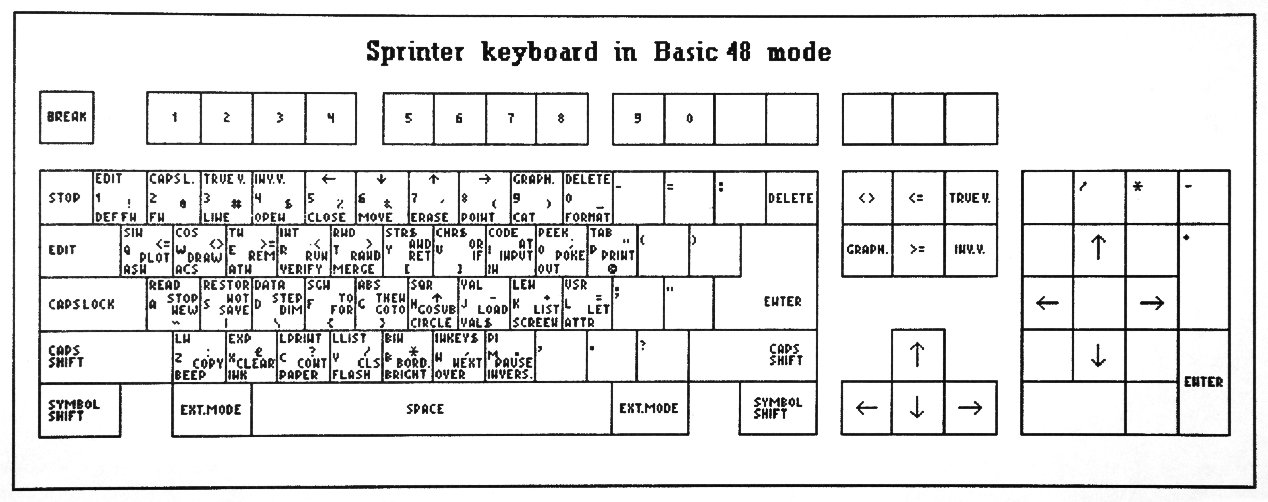 Sprinter keyboard in Basic 48 mode
BREAK 1 2 3 4 5 6 7 8 9 0
EDIT CAPS L. TRUE V. INV.V. ← ↓ ↑ → GRAPH. DELETE _ = : / * -
STOP 1 ! 2 @ 3 # 4 $ 5 % 6 & 7 ' 8 ( 9 ) 0 _ DELETE <> <= TRUE V.
DEF FN FN LINE OPEN CLOSE MOVE ERASE POINT CAT FORMAT
SIN COS TN INT RND STR$ CHR$ CODE PEEK TAB ( ) +
Q <= W <> E >= R < T > Y AND U OR I AT O ; P "
EDIT PLOT DRAW REM RUN RAND RET IF INPUT POKE PRINT GRAPH. >= INV.V. ↑
ASN ACS ATN VERIFY MERGE [ ] IN OUT ©
READ RESTOR DATA SGN ABS SQR VAL LEN USR ; "
CAPSLOCK A STOP S NOT D STEP F TO G THEN H ↑ J - K + L = ENTER ← →
NEW SAVE DIM FOR GOTO GOSUB LOAD LIST LET
~ | \ { } CIRCLE VAL$ SCREEN ATTR
LN EXP LPRINT LLIST BIN INKEY$ PI , . ?
CAPS Z : X £ C ? V / B * N , M . CAPS ↑ ↓
SHIFT COPY CLEAR CONT CLS BORD. NEXT PAUSE SHIFT
BEEP INK PAPER FLASH BRIGHT OVER INVERS. ENTER
SYMBOL EXT.MODE SPACE EXT.MODE SYMBOL ← ↓ →
SHIFT SHIFT